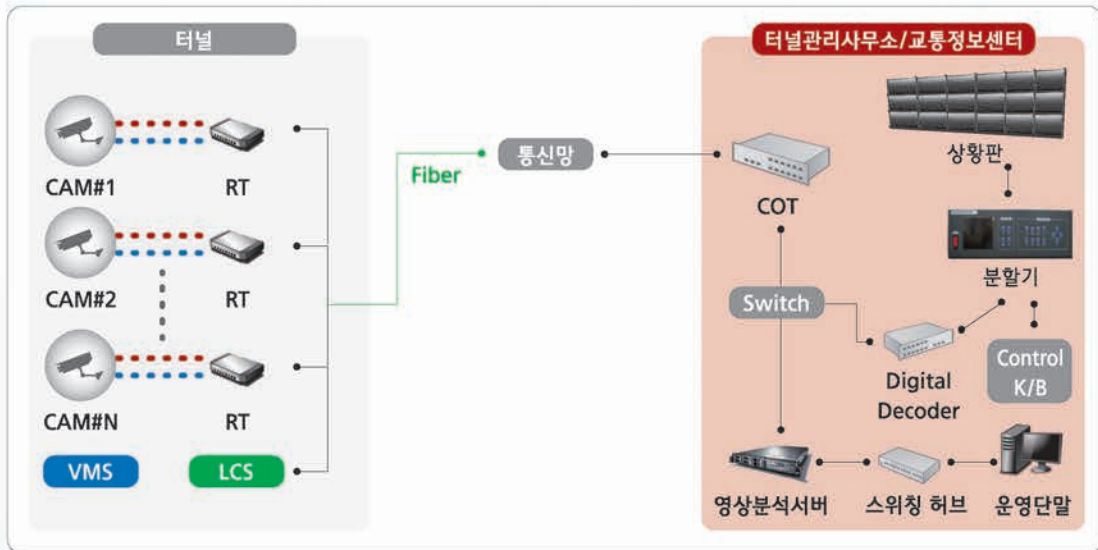 터널
CAM#1
RT
CAM#2
RT
CAM#N
RT
VMS
LCS
Fiber
통신망
터널관리사무소/교통정보센터
상황판
COT
분할기
Switch
Digital
Decoder
Control
K/B
영상분석서버
스위칭 허브
운영단말